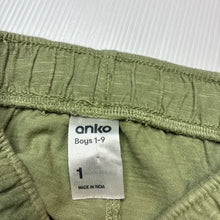 anko
Boys 1-9
1
MADE IN INDIA